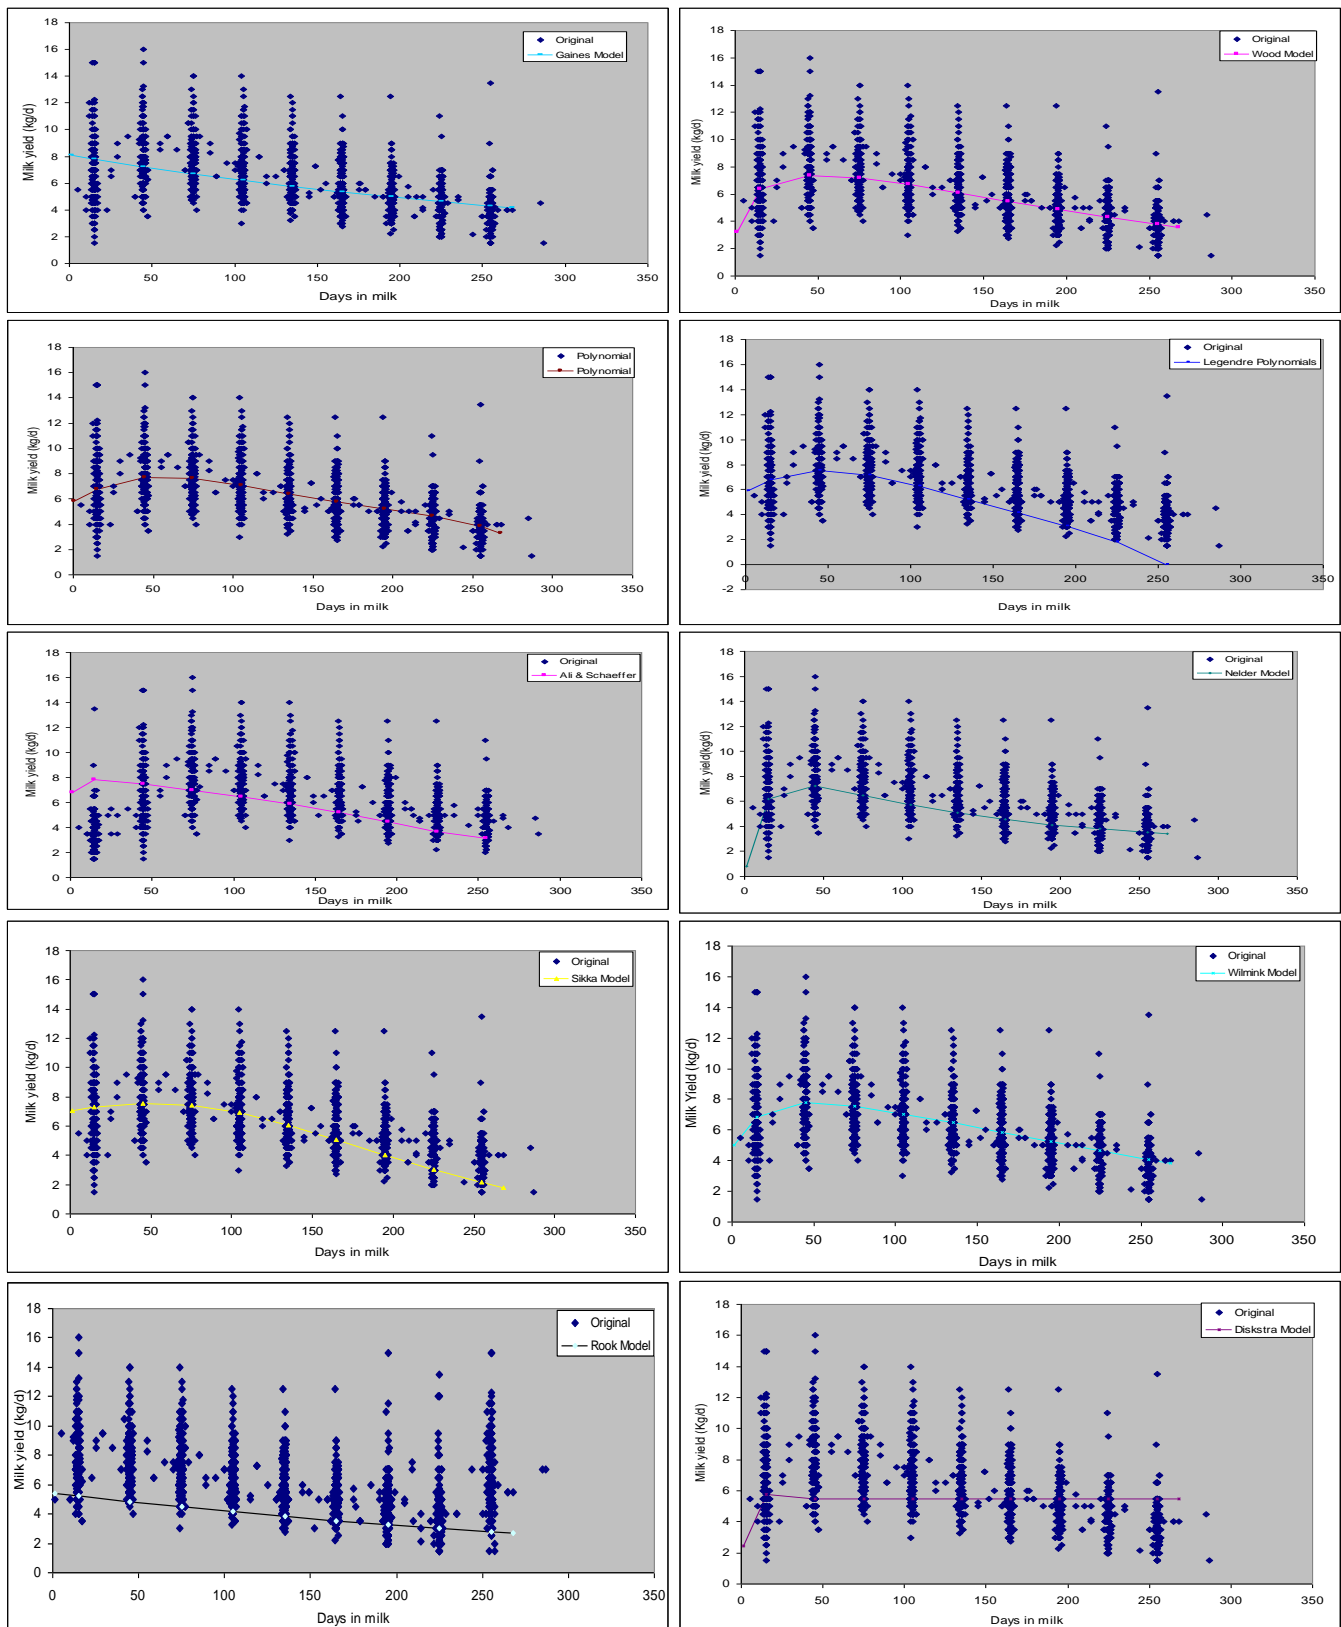 18
16
14
12
10
8
6
4
2
0
Milk yield (kg/d)
0 50 100 150 200 250 300 350
Days in milk
Original
Gaines Model
18
16
14
12
10
8
6
4
2
0
Milk yield (kg/d)
0 50 100 150 200 250 300 350
Days in milk
Original
Wood Model
18
16
14
12
10
8
6
4
2
0
Milk yield (kg/d)
0 50 100 150 200 250 300 350
Days in milk
Polynomial
Polynomial
18
16
14
12
10
8
6
4
2
0
-2
Milk yield (kg/d)
0 50 100 150 200 250 300 350
Days in milk
Original
Legendre Polynomials
18
16
14
12
10
8
6
4
2
0
Milk yield (kg/d)
0 50 100 150 200 250 300 350
Days in milk
Original
Ali & Schaeffer
18
16
14
12
10
8
6
4
2
0
Milk yield(kg/d)
0 50 100 150 200 250 300 350
Days in milk
Original
Nelder Model
18
16
14
12
10
8
6
4
2
0
Milk yield (kg/d)
0 50 100 150 200 250 300 350
Days in milk
Original
Sikka Model
18
16
14
12
10
8
6
4
2
0
Milk Yield (kg/d)
0 50 100 150 200 250 300 350
Days in milk
Original
Wilmink Model
18
16
14
12
10
8
6
4
2
0
Milk yield (kg/d)
0 50 100 150 200 250 300 350
Days in milk
Original
Rook Model
18
16
14
12
10
8
6
4
2
0
Milk yield (Kg/d)
0 50 100 150 200 250 300 350
Days in milk
Original
Diskstra Model